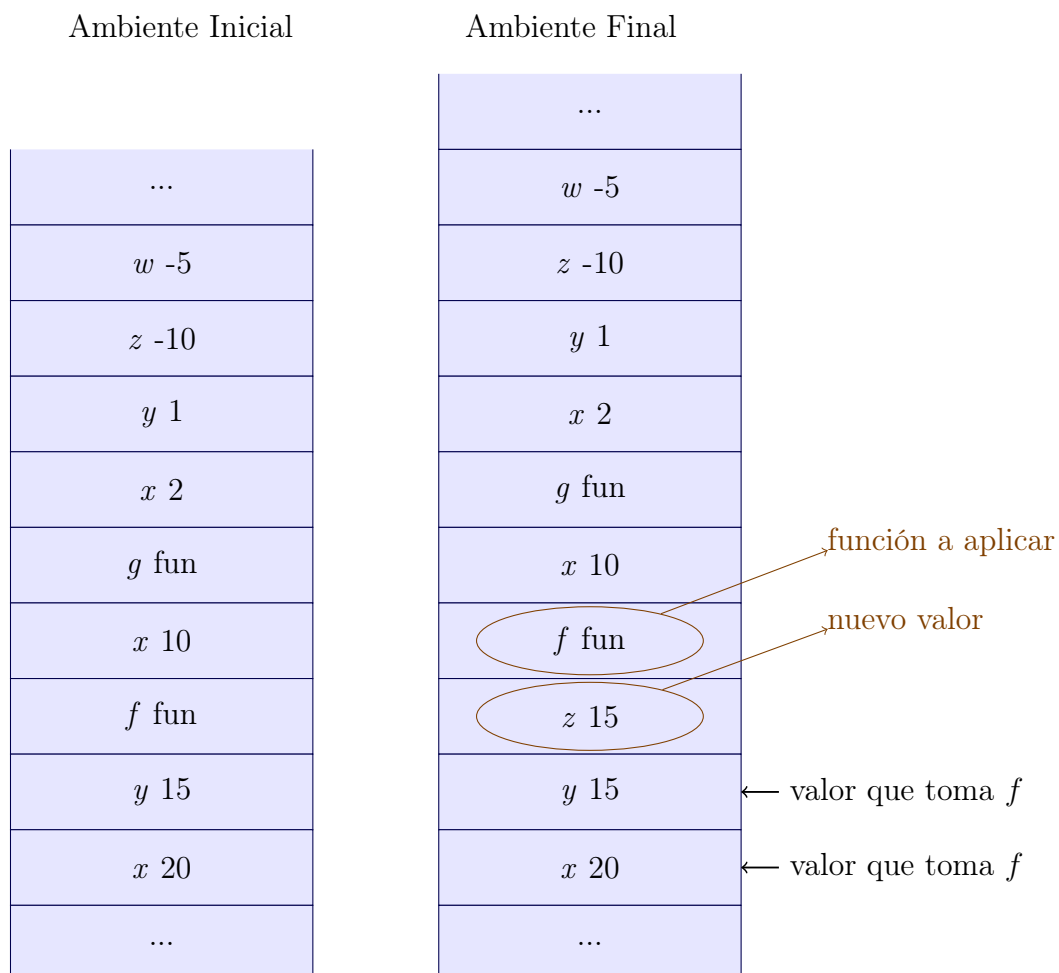 Ambiente Inicial
...
w -5
z -10
y 1
x 2
g fun
x 10
f fun
y 15
x 20
...
Ambiente Final
...
w -5
z -10
y 1
x 2
g fun
x 10
f fun
z 15
y 15
x 20
...
función a aplicar
nuevo valor
valor que toma f
valor que toma f